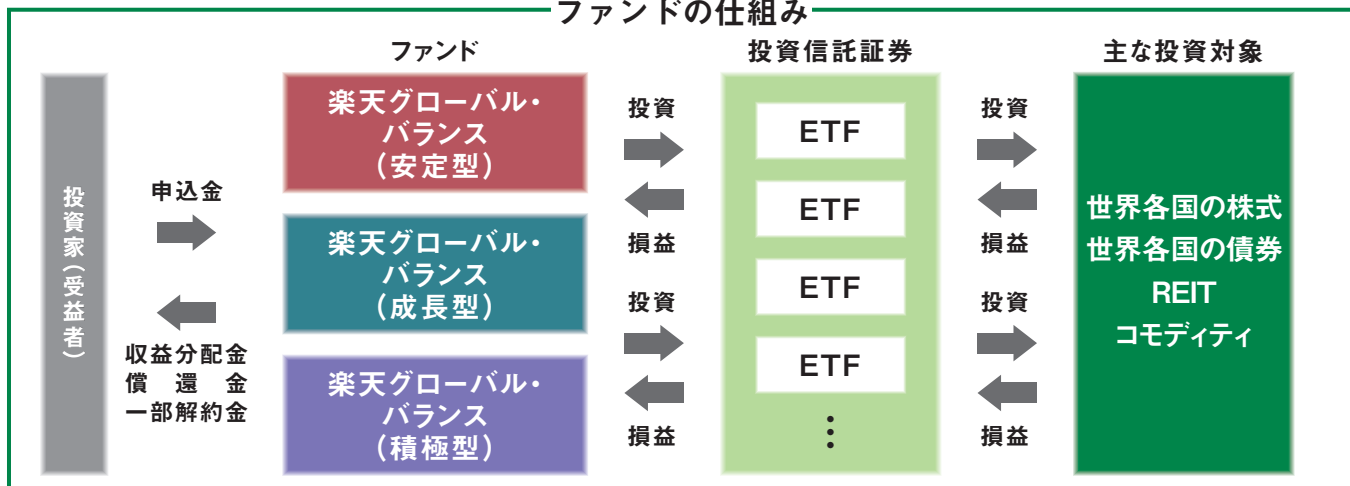 ファンドの仕組み
ファンド
投資信託証券
主な投資対象
投資家（受益者）
申込金
収益分配金
償還金
一部解約金
楽天グローバル・
バランス
（安定型）
楽天グローバル・
バランス
（成長型）
楽天グローバル・
バランス
（積極型）
投資
損益
投資
損益
ETF
ETF
ETF
ETF
⋮
投資
損益
投資
損益
世界各国の株式
世界各国の債券
REIT
コモディティ